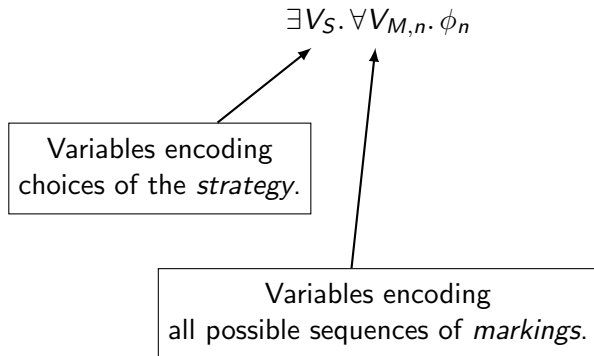 ∃V_S. ∀V_{M,n}. ϕ_n
Variables encoding
choices of the strategy.
Variables encoding
all possible sequences of markings.